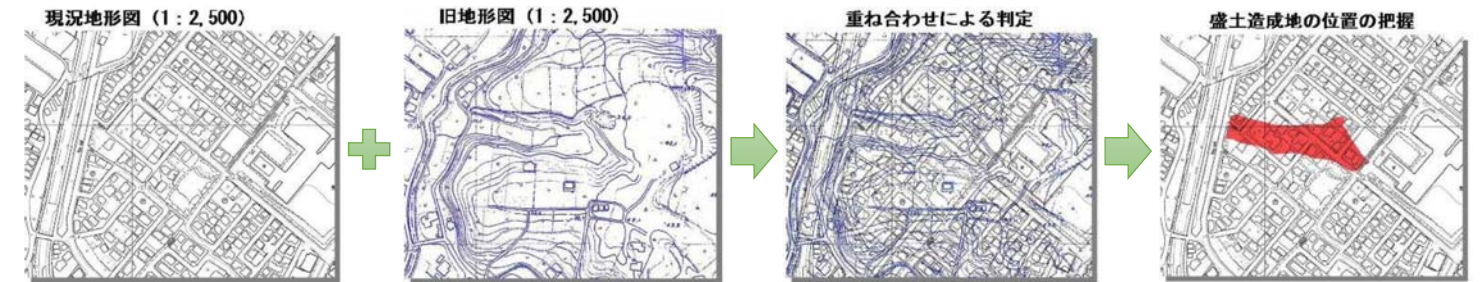 現況地形図（1：2,500）
旧地形図（1：2,500）
重ね合わせによる判定
盛土造成地の位置の把握